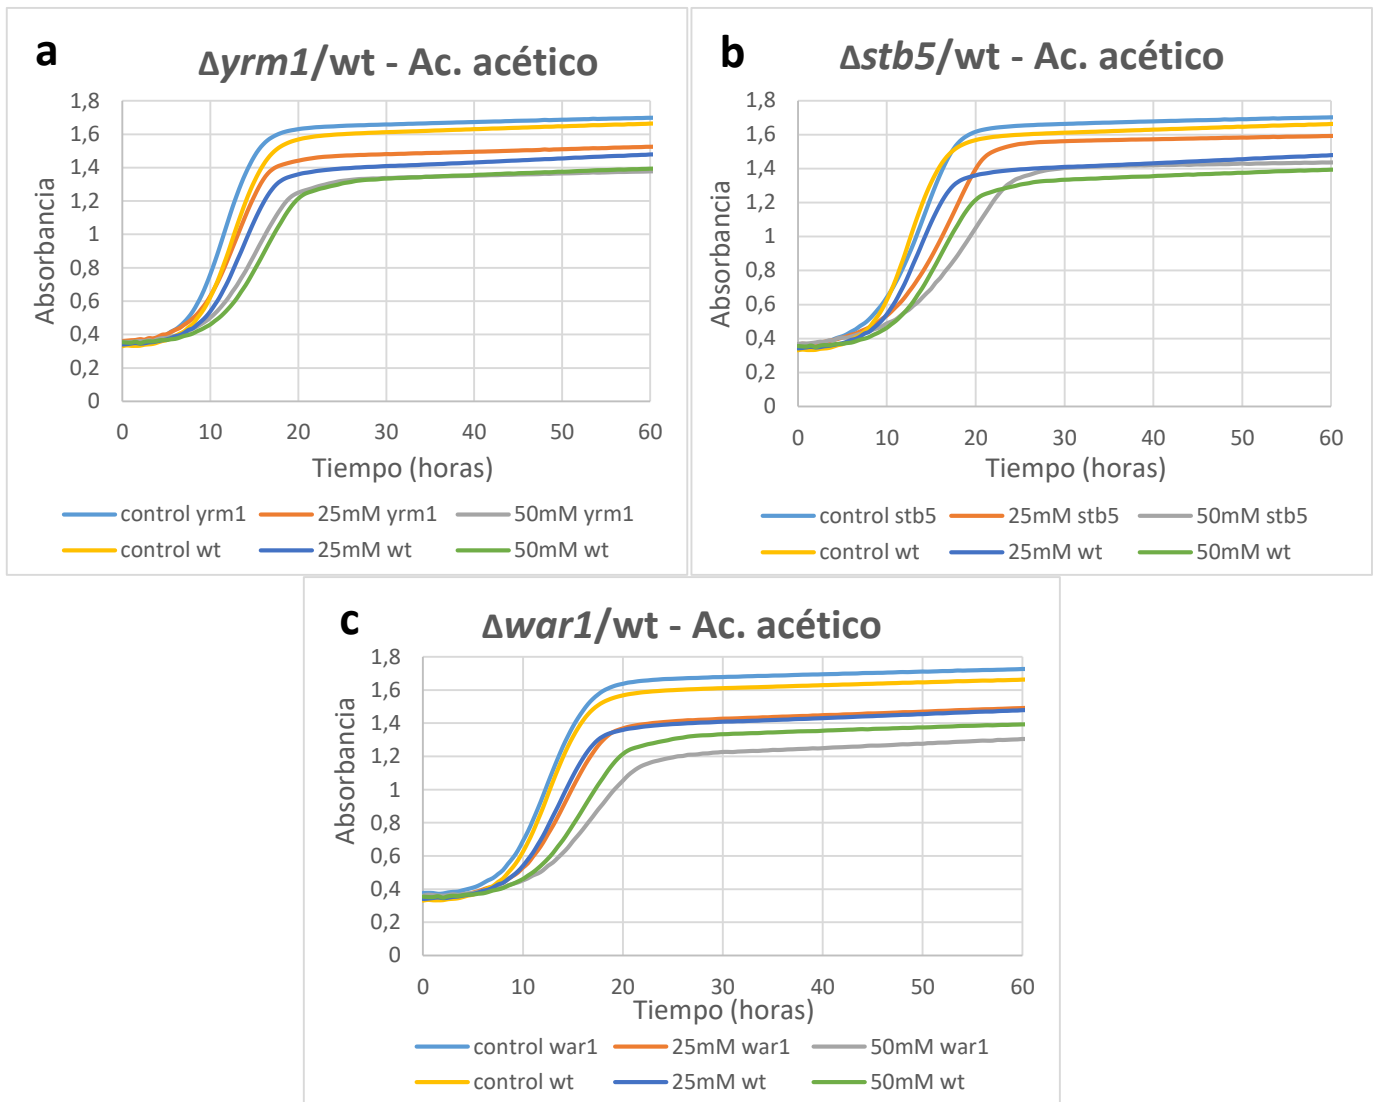 a
Δyrm1/wt - Ac. acético
1,8
1,6
1,4
1,2
1
0,8
0,6
0,4
0,2
0
Absorbancia
0 10 20 30 40 50 60
Tiempo (horas)
control yrm1 25mM yrm1 50mM yrm1
control wt 25mM wt 50mM wt
b
Δstb5/wt - Ac. acético
1,8
1,6
1,4
1,2
1
0,8
0,6
0,4
0,2
0
Absorbancia
0 10 20 30 40 50 60
Tiempo (horas)
control stb5 25mM stb5 50mM stb5
control wt 25mM wt 50mM wt
c
Δwar1/wt - Ac. acético
1,8
1,6
1,4
1,2
1
0,8
0,6
0,4
0,2
0
Absorbancia
0 10 20 30 40 50 60
Tiempo (horas)
control war1 25mM war1 50mM war1
control wt 25mM wt 50mM wt